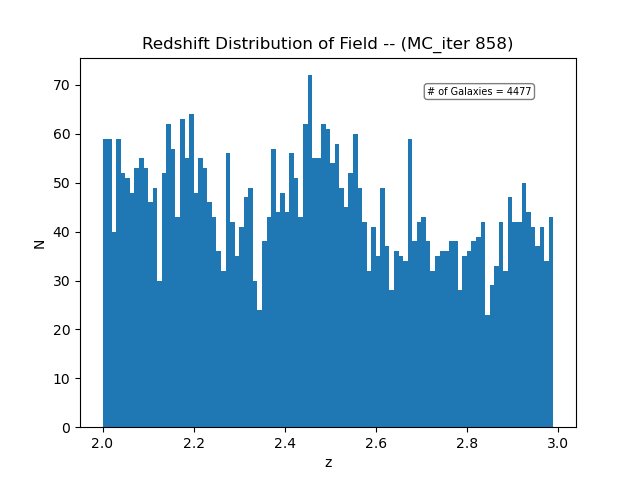 Redshift Distribution of Field -- (MC_iter 858)
# of Galaxies = 4477
N
70
60
50
40
30
20
10
0
2.0 2.2 2.4 2.6 2.8 3.0
z